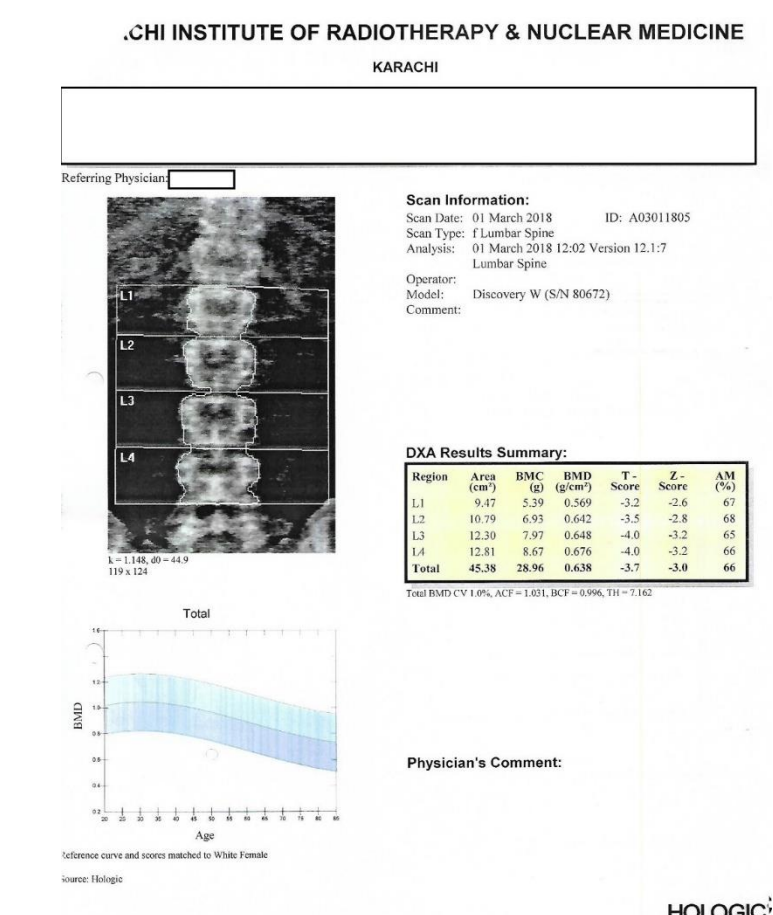 .CHI INSTITUTE OF RADIOTHERAPY & NUCLEAR MEDICINE
KARACHI
Referring Physician:
L1
L2
L3
L4
k = 1.148, d0 = 44.9
119 x 124
Scan Information:
Scan Date: 01 March 2018 ID: A03011805
Scan Type: f Lumbar Spine
Analysis: 01 March 2018 12:02 Version 12.1:7
Lumbar Spine
Operator:
Model: Discovery W (S/N 80672)
Comment:
DXA Results Summary:
Region Area (cm²) BMC (g) BMD (g/cm²) T - Score Z - Score AM (%)
L1 9.47 5.39 0.569 -3.2 -2.6 67
L2 10.79 6.93 0.642 -3.5 -2.8 68
L3 12.30 7.97 0.648 -4.0 -3.2 65
L4 12.81 8.67 0.676 -4.0 -3.2 66
Total 45.38 28.96 0.638 -3.7 -3.0 66
Total BMD CV 1.0%, ACF = 1.031, BCF = 0.996, TH = 7.162
Total
BMD
Age
Reference curve and scores matched to White Female
Source: Hologic
Physician's Comment:
HOLOGIC